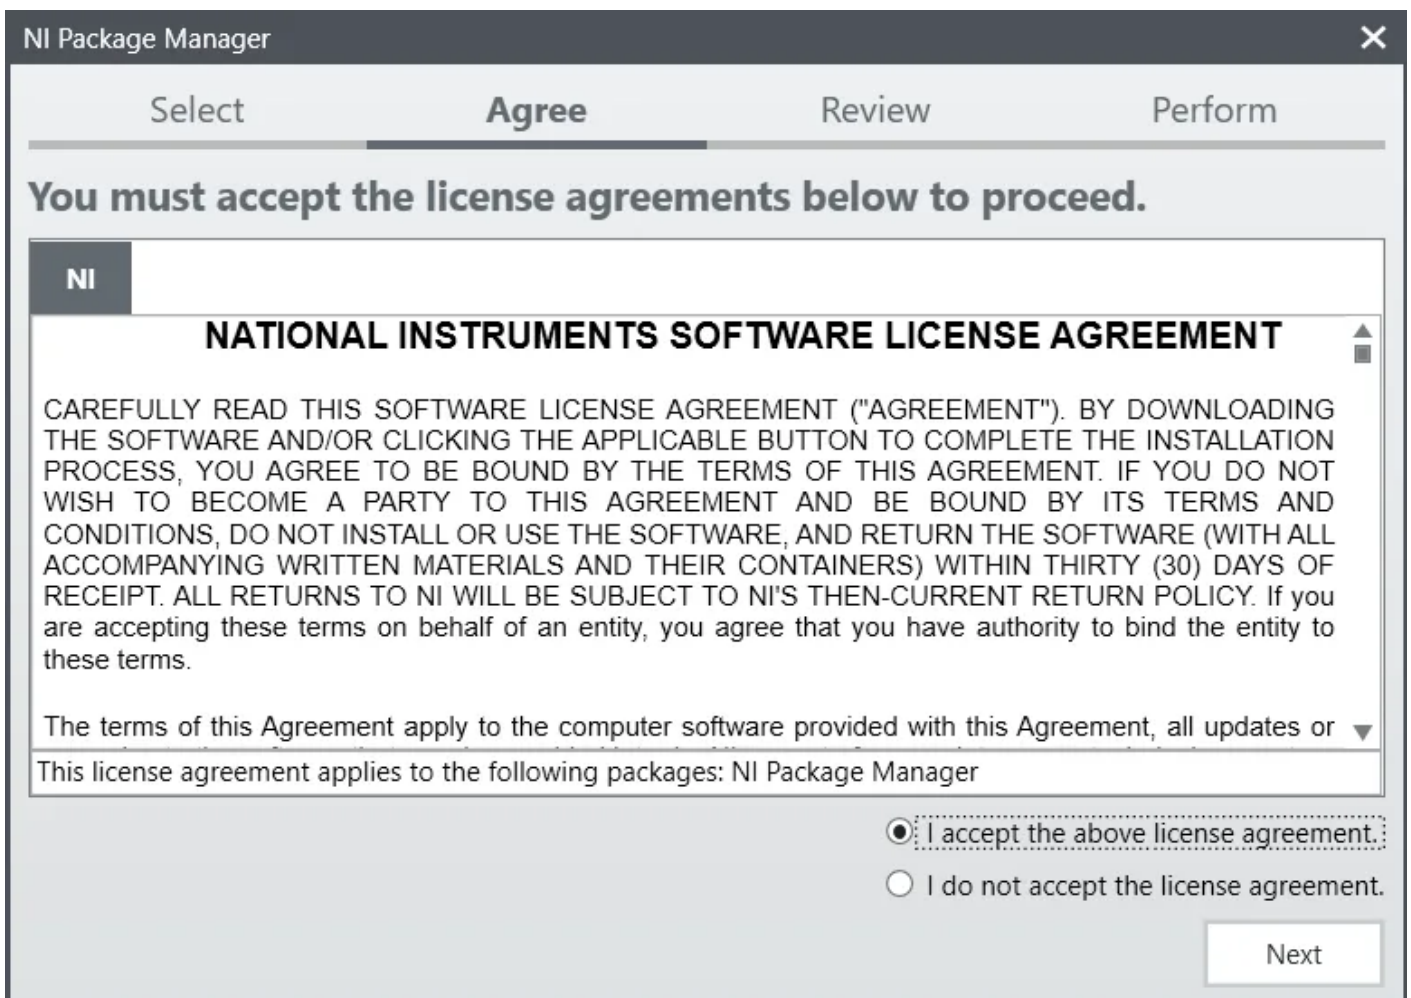 NI Package Manager
Select
Agree
Review
Perform
You must accept the license agreements below to proceed.
NI
NATIONAL INSTRUMENTS SOFTWARE LICENSE AGREEMENT
CAREFULLY READ THIS SOFTWARE LICENSE AGREEMENT ("AGREEMENT"). BY DOWNLOADING
THE SOFTWARE AND/OR CLICKING THE APPLICABLE BUTTON TO COMPLETE THE INSTALLATION
PROCESS, YOU AGREE TO BE BOUND BY THE TERMS OF THIS AGREEMENT. IF YOU DO NOT
WISH TO BECOME A PARTY TO THIS AGREEMENT AND BE BOUND BY ITS TERMS AND
CONDITIONS, DO NOT INSTALL OR USE THE SOFTWARE, AND RETURN THE SOFTWARE (WITH ALL
ACCOMPANYING WRITTEN MATERIALS AND THEIR CONTAINERS) WITHIN THIRTY (30) DAYS OF
RECEIPT. ALL RETURNS TO NI WILL BE SUBJECT TO NI'S THEN-CURRENT RETURN POLICY. If you
are accepting these terms on behalf of an entity, you agree that you have authority to bind the entity to
these terms.
The terms of this Agreement apply to the computer software provided with this Agreement, all updates or
This license agreement applies to the following packages: NI Package Manager
I accept the above license agreement.
I do not accept the license agreement.
Next